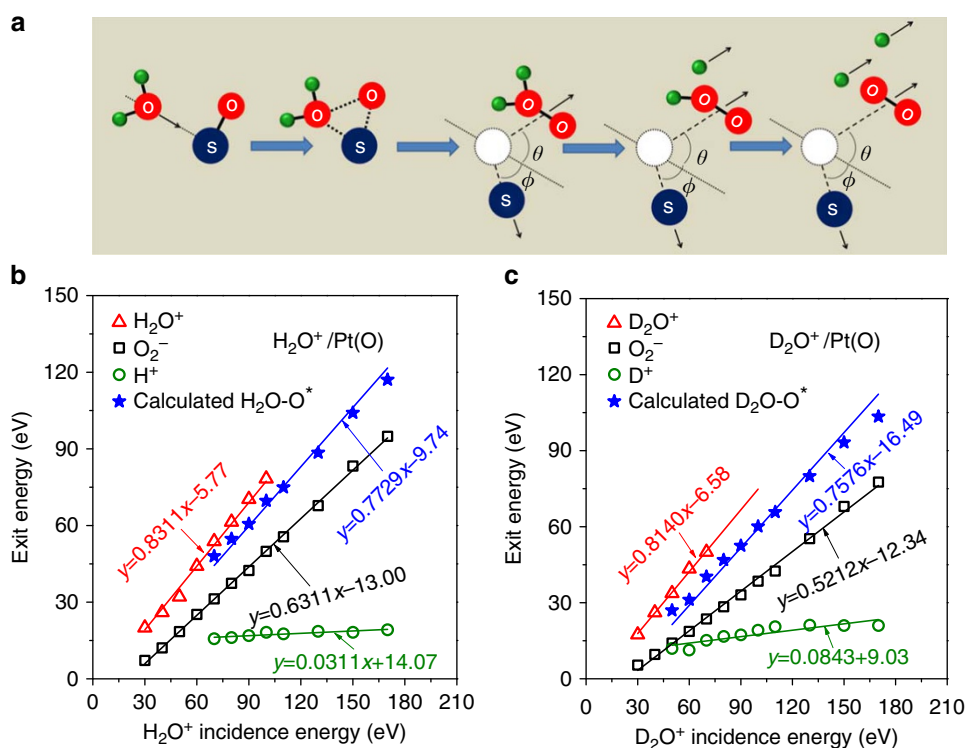 a
O O S
O O S
O O θ ϕ S
O O θ ϕ S
O O θ ϕ S
b
150
120
90
60
30
0
Exit energy (eV)
H₂O⁺
O₂⁻
H⁺
Calculated H₂O-O*
H₂O⁺/Pt(O)
y=0.8311x–5.77
y=0.7729x–9.74
y=0.6311x–13.00
y=0.0311x+14.07
0 30 60 90 120 150 180 210
H₂O⁺ incidence energy (eV)
c
150
120
90
60
30
0
Exit energy (eV)
D₂O⁺
O₂⁻
D⁺
Calculated D₂O-O*
D₂O⁺/Pt(O)
y=0.8140x–6.58
y=0.7576x–16.49
y=0.5212x–12.34
y=0.0843+9.03
0 30 60 90 120 150 180 210
D₂O⁺ incidence energy (eV)